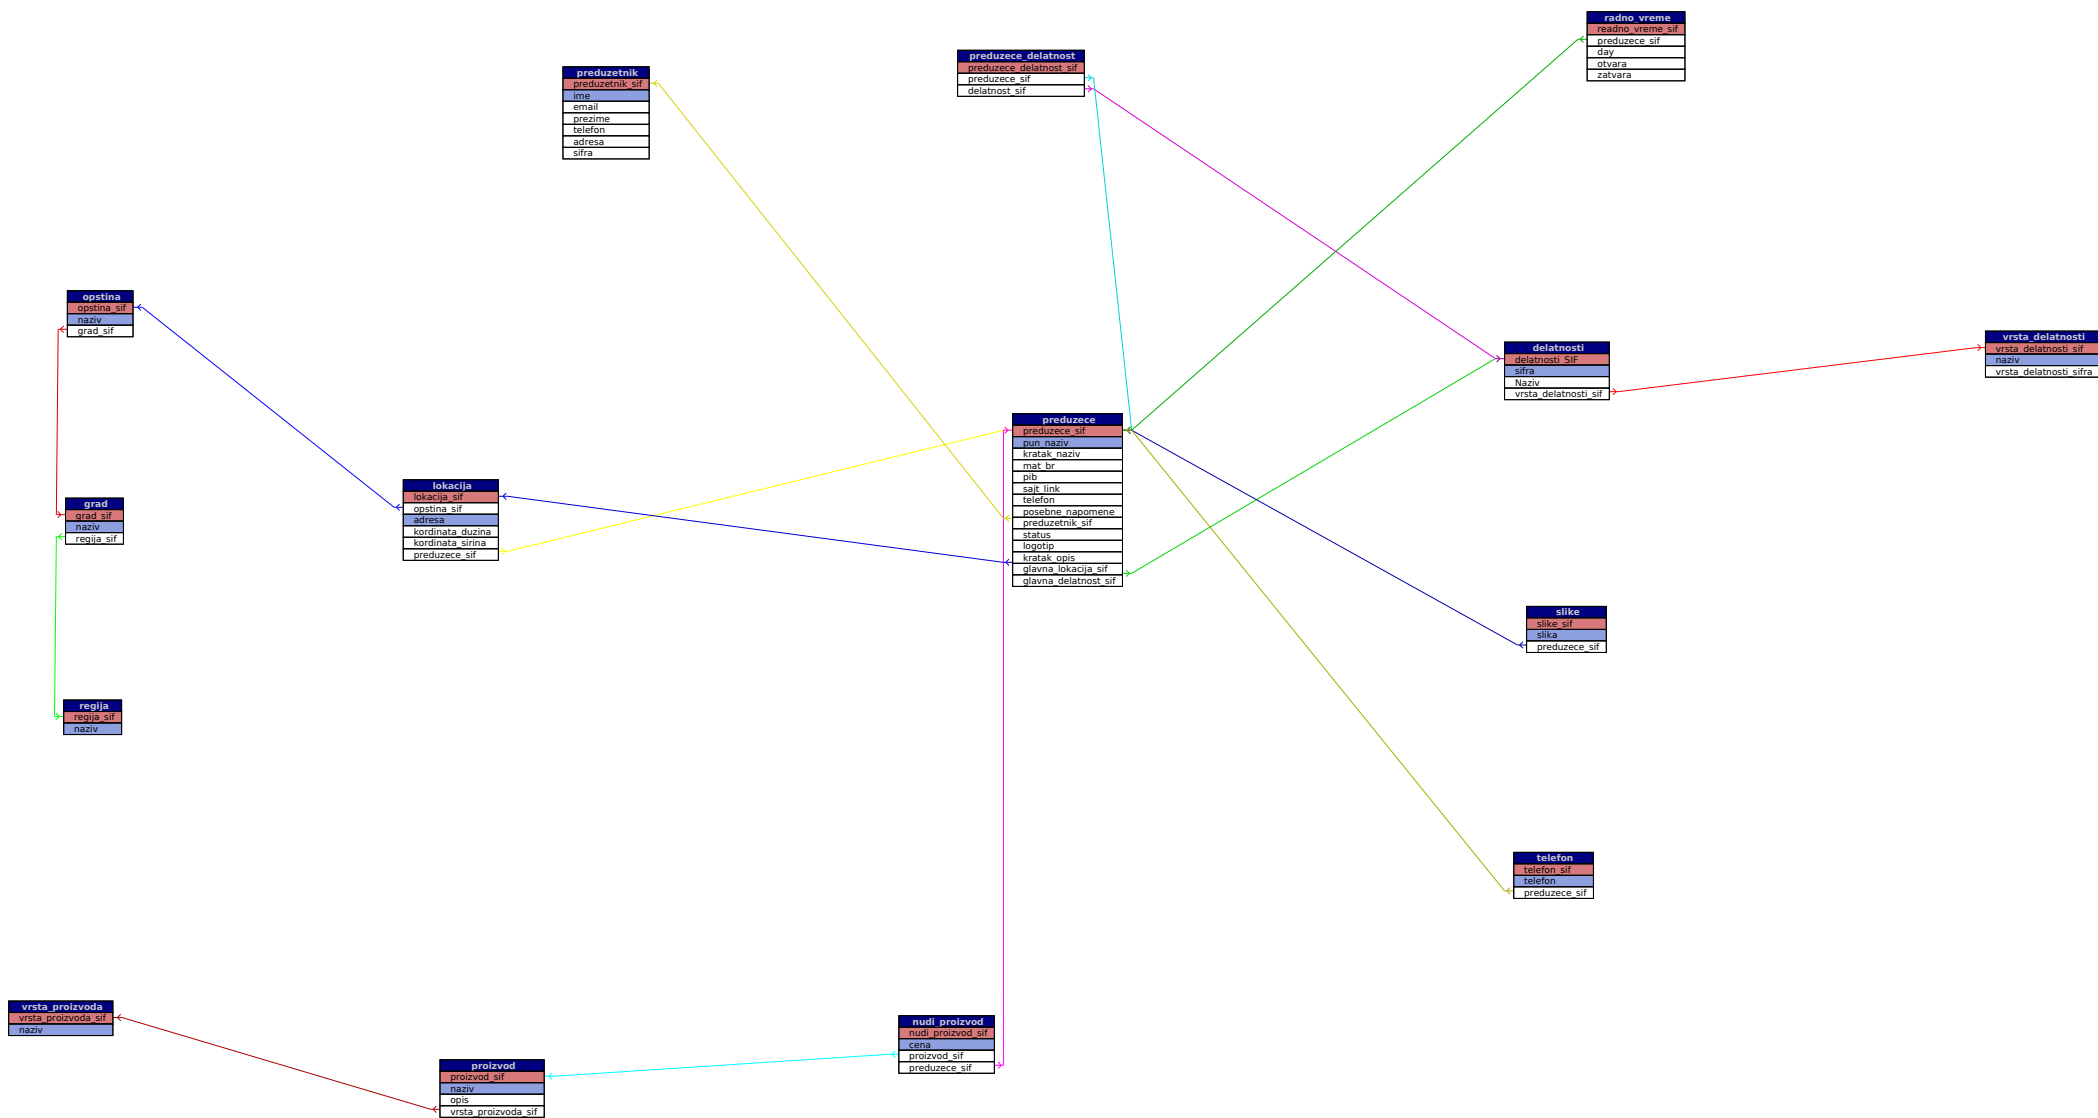 radno_vreme
readno_vreme_sif
preduzece_sif
day
otvara
zatvara
preduzece_delatnost
preduzece_delatnost_sif
preduzece_sif
delatnost_sif
preduzetnik
preduzetnik_sif
ime
email
prezime
telefon
adresa
sifra
opstina
opstina_sif
naziv
grad_sif
vrsta_delatnosti
vrsta_delatnosti_sif
naziv
vrsta_delatnosti_sifra
delatnosti
delatnosti_SIF
sifra
Naziv
vrsta_delatnosti_sif
preduzece
preduzece_sif
pun_naziv
kratak_naziv
mat_br
pib
sajt_link
telefon
posebne_napomene
preduzetnik_sif
status
logotip
kratak_opis
glavna_lokacija_sif
glavna_delatnost_sif
lokacija
lokacija_sif
opstina_sif
adresa
kordinata_duzina
kordinata_sirina
preduzece_sif
grad
grad_sif
naziv
regija_sif
slike
slike_sif
slika
preduzece_sif
regija
regija_sif
naziv
telefon
telefon_sif
telefon
preduzece_sif
vrsta_proizvoda
vrsta_proizvoda_sif
naziv
nudi_proizvod
nudi_proizvod_sif
cena
proizvod_sif
preduzece_sif
proizvod
proizvod_sif
naziv
opis
vrsta_proizvoda_sif